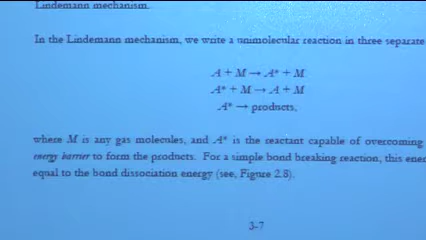 Lindemann mechanism.
In the Lindemann mechanism, we write a unimolecular reaction in three separate
A + M → A* + M
A* + M → A + M
A* → products,
where M is any gas molecules, and A* is the reactant capable of overcoming
energy barrier to form the products. For a simple bond breaking reaction, this ener
equal to the bond dissociation energy (see, Figure 2.8).
3-7